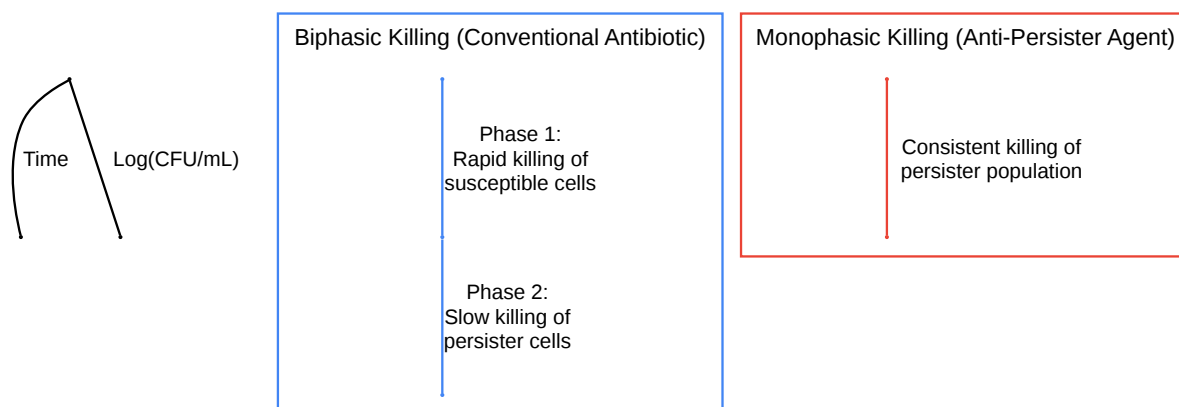 Biphasic Killing (Conventional Antibiotic)
Monophasic Killing (Anti-Persister Agent)
Time
Log(CFU/mL)
Phase 1:
Rapid killing of
susceptible cells
Consistent killing of
persister population
Phase 2:
Slow killing of
persister cells